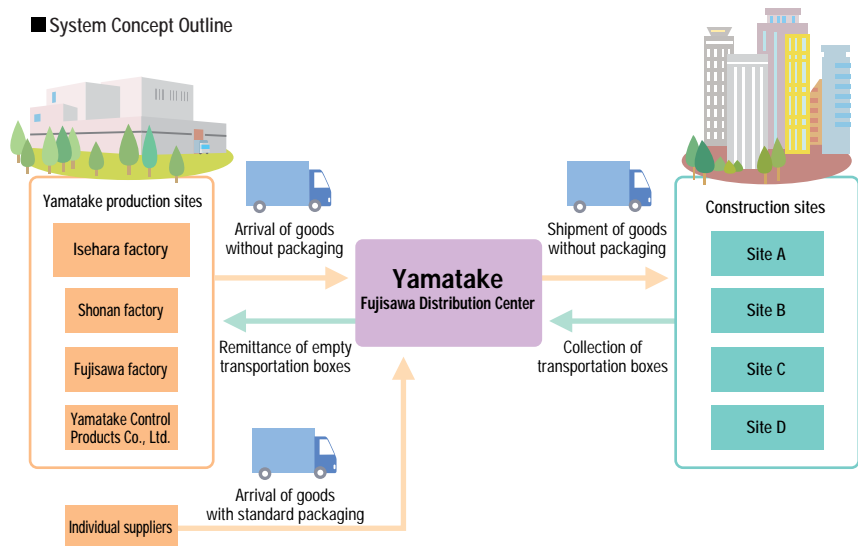 ■ System Concept Outline
Yamatake production sites
Isehara factory
Shonan factory
Fujisawa factory
Yamatake Control
Products Co., Ltd.
Individual suppliers
Arrival of goods
without packaging
Remittance of empty
transportation boxes
Arrival of goods
with standard packaging
Yamatake
Fujisawa Distribution Center
Shipment of goods
without packaging
Collection of
transportation boxes
Construction sites
Site A
Site B
Site C
Site D